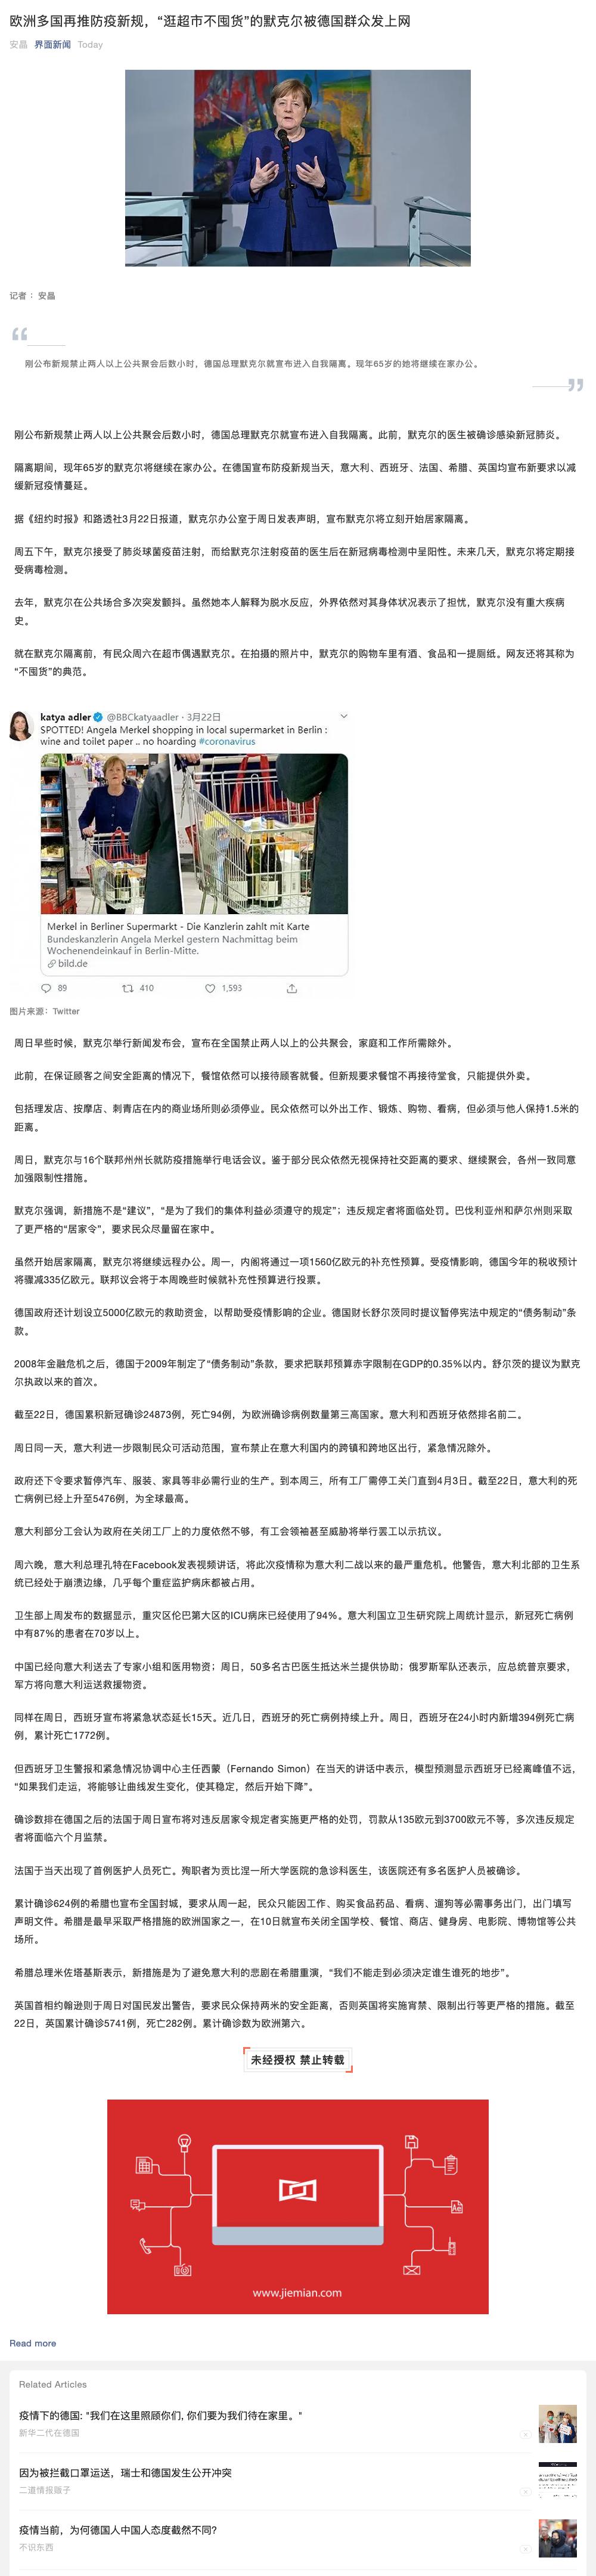 欧洲多国再推防疫新规，“逛超市不囤货”的默克尔被德国群众发上网
安晶 界面新闻 Today
记者 ：安晶
刚公布新规禁止两人以上公共聚会后数小时，德国总理默克尔就宣布进入自我隔离。现年65岁的她将继续在家办公。
刚公布新规禁止两人以上公共聚会后数小时，德国总理默克尔就宣布进入自我隔离。此前，默克尔的医生被确诊感染新冠肺炎。
隔离期间，现年65岁的默克尔将继续在家办公。在德国宣布防疫新规当天，意大利、西班牙、法国、希腊、英国均宣布新要求以减
缓新冠疫情蔓延。
据《纽约时报》和路透社3月22日报道，默克尔办公室于周日发表声明，宣布默克尔将立刻开始居家隔离。
周五下午，默克尔接受了肺炎球菌疫苗注射，而给默克尔注射疫苗的医生后在新冠病毒检测中呈阳性。未来几天，默克尔将定期接
受病毒检测。
去年，默克尔在公共场合多次突发颤抖。虽然她本人解释为脱水反应，外界依然对其身体状况表示了担忧，默克尔没有重大疾病
史。
就在默克尔隔离前，有民众周六在超市偶遇默克尔。在拍摄的照片中，默克尔的购物车里有酒、食品和一提厕纸。网友还将其称为
“不囤货”的典范。
katya adler @BBCkatyaadler · 3月22日
SPOTTED! Angela Merkel shopping in local supermarket in Berlin :
wine and toilet paper .. no hoarding #coronavirus
Merkel in Berliner Supermarkt - Die Kanzlerin zahlt mit Karte
Bundeskanzlerin Angela Merkel gestern Nachmittag beim
Wochenendeinkauf in Berlin-Mitte.
bild.de
89 410 1,593
图片来源：Twitter
周日早些时候，默克尔举行新闻发布会，宣布在全国禁止两人以上的公共聚会，家庭和工作所需除外。
此前，在保证顾客之间安全距离的情况下，餐馆依然可以接待顾客就餐。但新规要求餐馆不再接待堂食，只能提供外卖。
包括理发店、按摩店、刺青店在内的商业场所则必须停业。民众依然可以外出工作、锻炼、购物、看病，但必须与他人保持1.5米的
距离。
周日，默克尔与16个联邦州州长就防疫措施举行电话会议。鉴于部分民众依然无视保持社交距离的要求、继续聚会，各州一致同意
加强限制性措施。
默克尔强调，新措施不是“建议”，“是为了我们的集体利益必须遵守的规定”；违反规定者将面临处罚。巴伐利亚州和萨尔州则采取
了更严格的“居家令”，要求民众尽量留在家中。
虽然开始居家隔离，默克尔将继续远程办公。周一，内阁将通过一项1560亿欧元的补充性预算。受疫情影响，德国今年的税收预计
将骤减335亿欧元。联邦议会将于本周晚些时候就补充性预算进行投票。
德国政府还计划设立5000亿欧元的救助资金，以帮助受疫情影响的企业。德国财长舒尔茨同时提议暂停宪法中规定的“债务制动”条
款。
2008年金融危机之后，德国于2009年制定了“债务制动”条款，要求把联邦预算赤字限制在GDP的0.35%以内。舒尔茨的提议为默克
尔执政以来的首次。
截至22日，德国累积新冠确诊24873例，死亡94例，为欧洲确诊病例数量第三高国家。意大利和西班牙依然排名前二。
周日同一天，意大利进一步限制民众可活动范围，宣布禁止在意大利国内的跨镇和跨地区出行，紧急情况除外。
政府还下令要求暂停汽车、服装、家具等非必需行业的生产。到本周三，所有工厂需停工关门直到4月3日。截至22日，意大利的死
亡病例已经上升至5476例，为全球最高。
意大利部分工会认为政府在关闭工厂上的力度依然不够，有工会领袖甚至威胁将举行罢工以示抗议。
周六晚，意大利总理孔特在Facebook发表视频讲话，将此次疫情称为意大利二战以来的最严重危机。他警告，意大利北部的卫生系
统已经处于崩溃边缘，几乎每个重症监护病床都被占用。
卫生部上周发布的数据显示，重灾区伦巴第大区的ICU病床已经使用了94%。意大利国立卫生研究院上周统计显示，新冠死亡病例
中有87%的患者在70岁以上。
中国已经向意大利送去了专家小组和医用物资；周日，50多名古巴医生抵达米兰提供协助；俄罗斯军队还表示，应总统普京要求，
军方将向意大利运送救援物资。
同样在周日，西班牙宣布将紧急状态延长15天。近几日，西班牙的死亡病例持续上升。周日，西班牙在24小时内新增394例死亡病
例，累计死亡1772例。
但西班牙卫生警报和紧急情况协调中心主任西蒙（Fernando Simon）在当天的讲话中表示，模型预测显示西班牙已经离峰值不远，
“如果我们走运，将能够让曲线发生变化，使其稳定，然后开始下降”。
确诊数排在德国之后的法国于周日宣布将对违反居家令规定者实施更严格的处罚，罚款从135欧元到3700欧元不等，多次违反规定
者将面临六个月监禁。
法国于当天出现了首例医护人员死亡。殉职者为贡比涅一所大学医院的急诊科医生，该医院还有多名医护人员被确诊。
累计确诊624例的希腊也宣布全国封城，要求从周一起，民众只能因工作、购买食品药品、看病、遛狗等必需事务出门，出门填写
声明文件。希腊是最早采取严格措施的欧洲国家之一，在10日就宣布关闭全国学校、餐馆、商店、健身房、电影院、博物馆等公共
场所。
希腊总理米佐塔基斯表示，新措施是为了避免意大利的悲剧在希腊重演，“我们不能走到必须决定谁生谁死的地步”。
英国首相约翰逊则于周日对国民发出警告，要求民众保持两米的安全距离，否则英国将实施宵禁、限制出行等更严格的措施。截至
22日，英国累计确诊5741例，死亡282例。累计确诊数为欧洲第六。
未经授权 禁止转载
Ae
www.jiemian.com
Read more
Related Articles
疫情下的德国: "我们在这里照顾你们, 你们要为我们待在家里。"
新华二代在德国
因为被拦截口罩运送，瑞士和德国发生公开冲突
二道情报贩子
疫情当前，为何德国人中国人态度截然不同?
不识东西